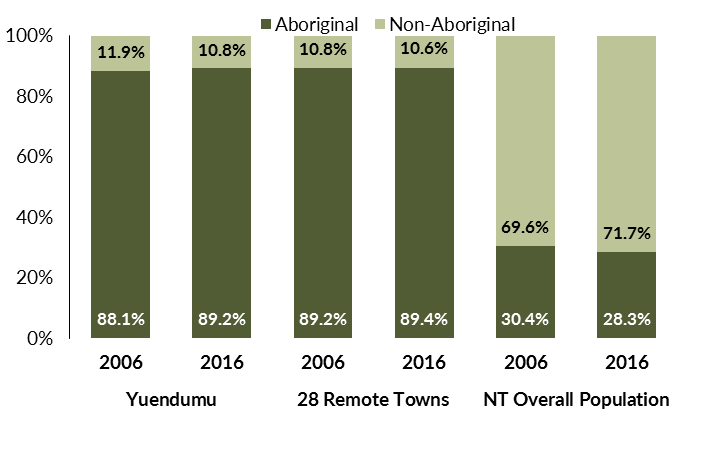 Aboriginal Non-Aboriginal
100%
80%
60%
40%
20%
0%
11.9% 10.8% 10.8% 10.6%
69.6% 71.7%
88.1% 89.2% 89.2% 89.4% 30.4% 28.3%
2006 2016 2006 2016 2006 2016
Yuendumu 28 Remote Towns NT Overall Population